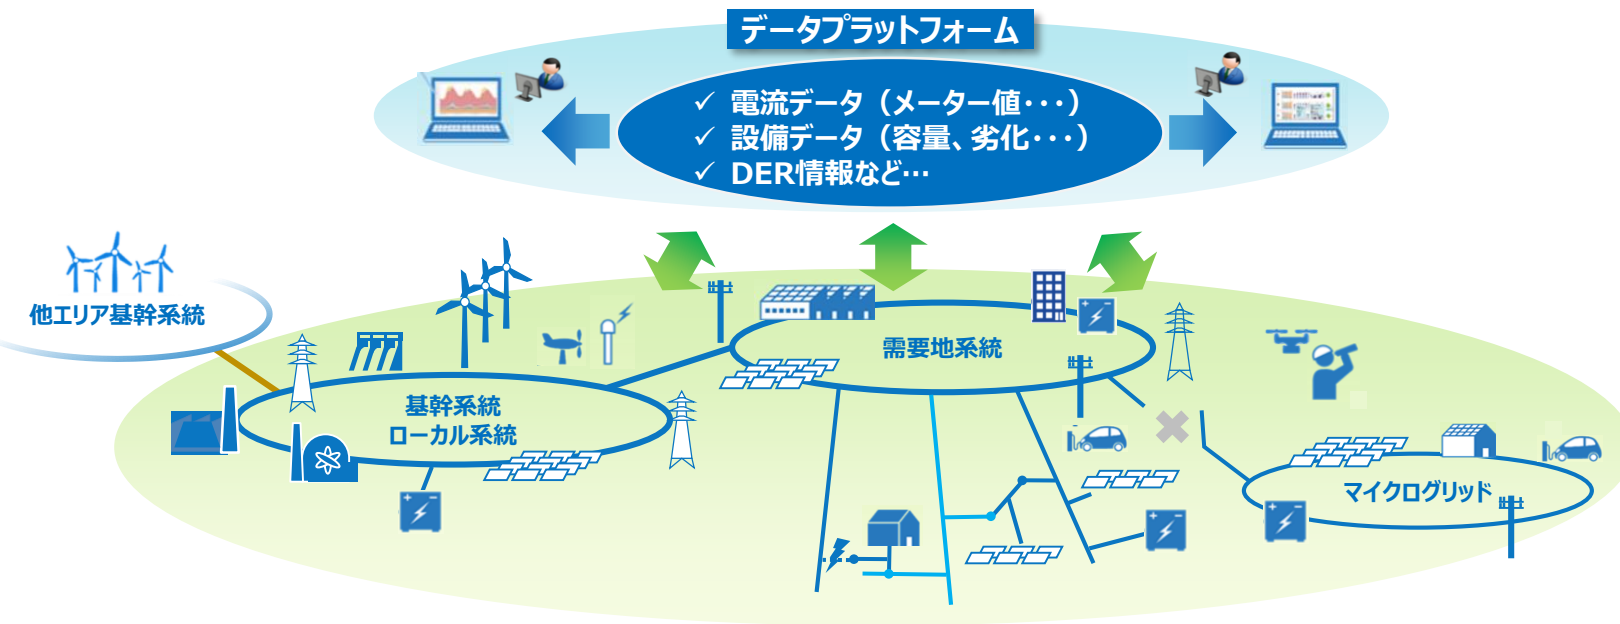 データプラットフォーム
✓ 電流データ（メーター値・・・）
✓ 設備データ（容量、劣化・・・）
✓ DER情報など…
他エリア基幹系統
需要地系統
基幹系統
ローカル系統
マイクログリッド